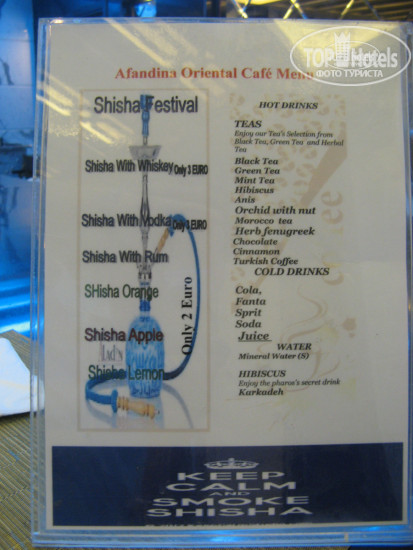 TOPHotels
ФОТО ТУРИСТА
Afandina Oriental Café Menu
Shisha Festival
Shisha With Whiskey Only 3 EURO
Shisha With Vodka Only 3 EURO
Shisha With Rum
SHisha Orange
Shisha Apple
Shisha Lemon
Only 2 Euro
HOT DRINKS
TEAS
Enjoy our Tea's Selection from
Black Tea, Green Tea and Herbal
Tea
Black Tea
Green Tea
Mint Tea
Hibiscus
Anis
Orchid with nut
Morocco tea
Herb fenugreek
Chocolate
Cinnamon
Turkish Coffee
COLD DRINKS
Cola,
Fanta
Sprit
Soda
Juice
WATER
Mineral Water (S)
HIBISCUS
Enjoy the pharos's secret drink
Karkadeh
KEEP
CALM
AND
SMOKE
SHISHA